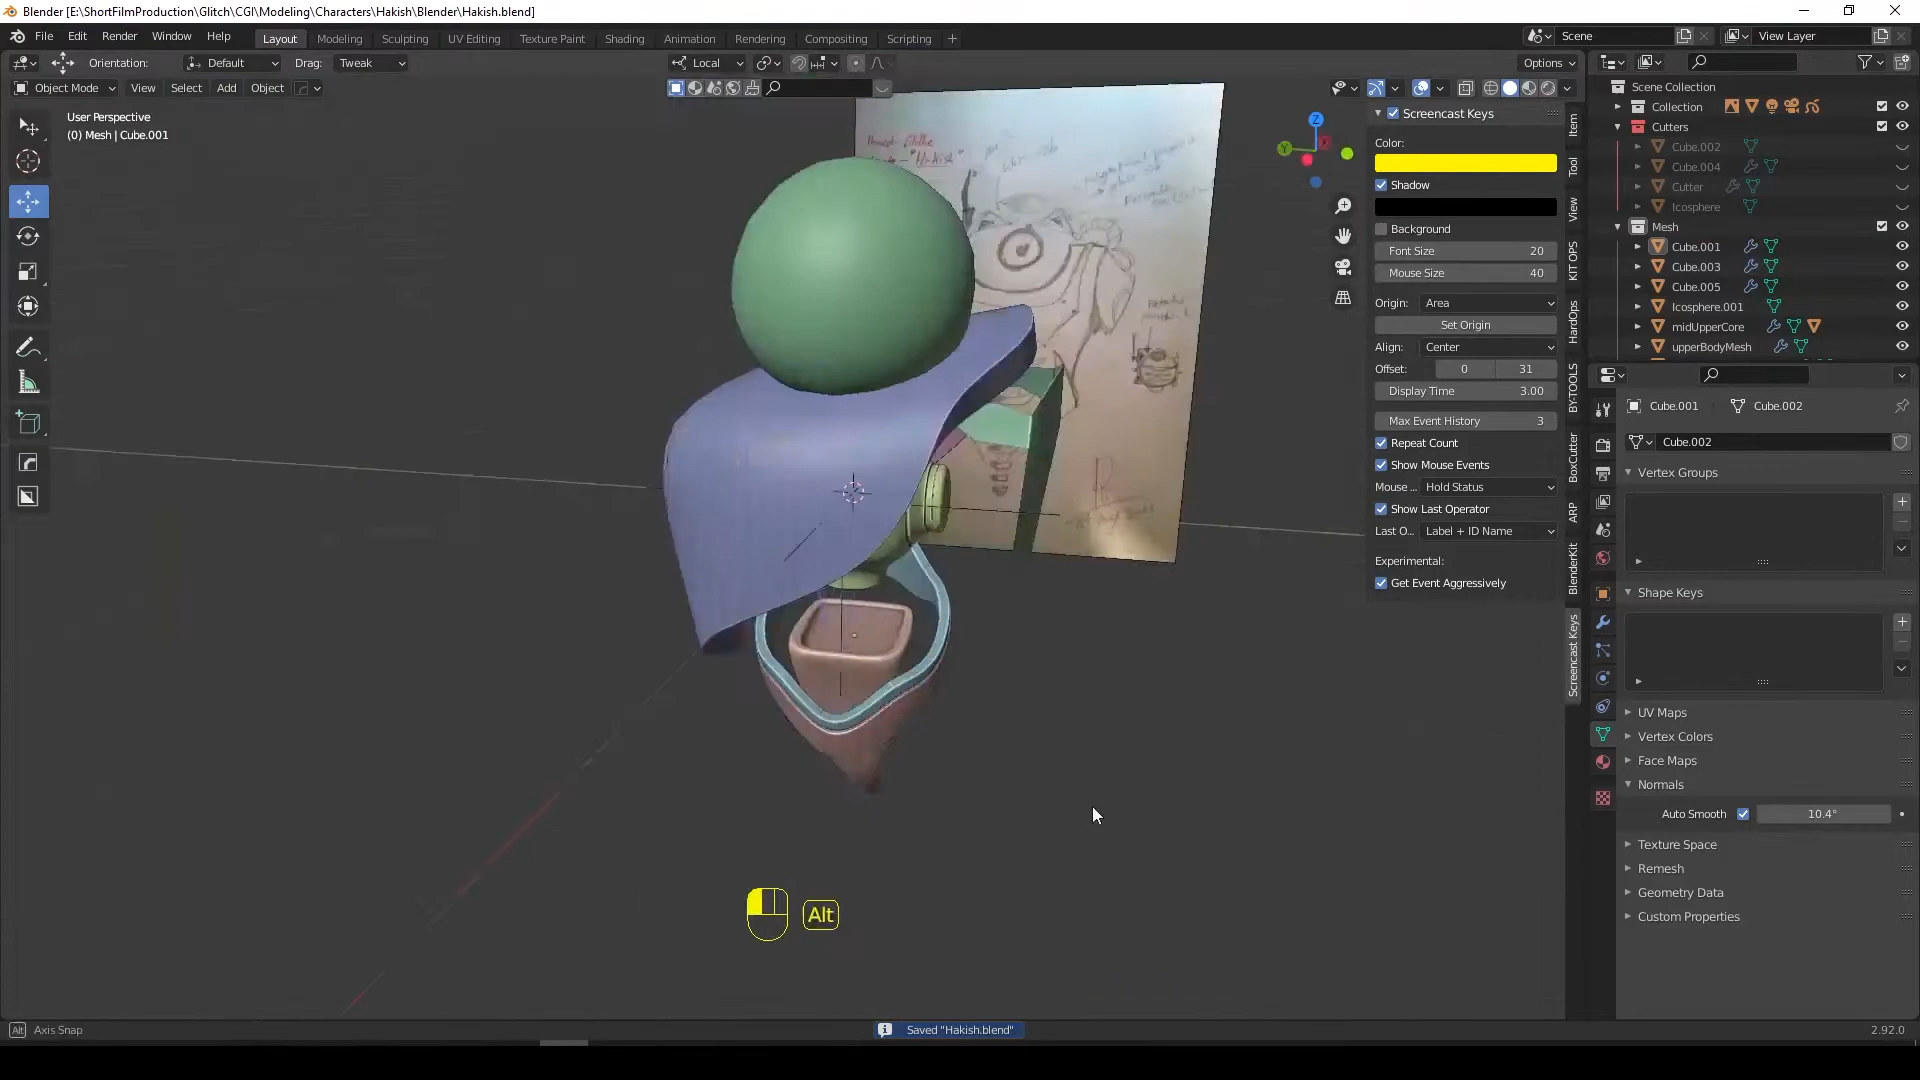 Blender [E:\ShortFilmProduction\Glitch\CGI\Modeling\Characters\Hakish\Blender\Hakish.blend]
File Edit Render Window Help Layout Modeling Sculpting UV Editing Texture Paint Shading Animation Rendering Compositing Scripting + Scene View Layer
Orientation: Default Drag: Tweak Local Options
Object Mode View Select Add Object
User Perspective
(0) Mesh | Cube.001
Z
Y
Screencast Keys
Color:
Shadow
Background
Font Size 20
Mouse Size 40
Origin: Area
Set Origin
Align: Center
Offset: 0 31
Display Time 3.00
Max Event History 3
Repeat Count
Show Mouse Events
Mouse ... Hold Status
Show Last Operator
Last O... Label + ID Name
Experimental:
Get Event Aggressively
Item
Tool
View
KIT OPS
HardOps
BY-TOOLS
BoxCutter
ARP
BlenderKit
Screencast Keys
Scene Collection
Collection
Cutters
Cube.002
Cube.004
Cutter
Icosphere
Mesh
Cube.001
Cube.003
Cube.005
Icosphere.001
midUpperCore
upperBodyMesh
Cube.001 Cube.002
Cube.002
Vertex Groups
Shape Keys
UV Maps
Vertex Colors
Face Maps
Normals
Auto Smooth 10.4°
Texture Space
Remesh
Geometry Data
Custom Properties
"Hakish"
Alt
Alt Axis Snap
Saved "Hakish.blend"
2.92.0